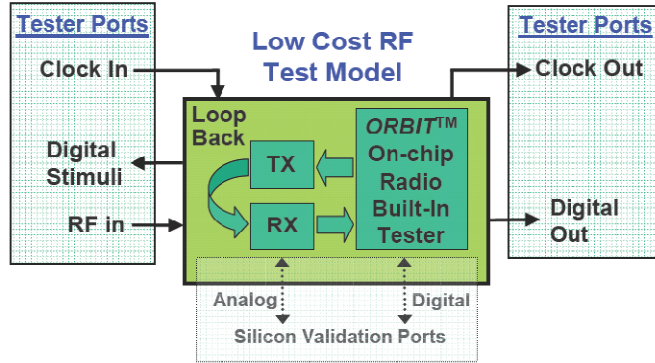 Tester Ports
Clock In
Digital
Stimuli
RF in
Low Cost RF
Test Model
Loop
Back
TX
RX
ORBIT™
On-chip
Radio
Built-In
Tester
Tester Ports
Clock Out
Digital
Out
Analog
Digital
Silicon Validation Ports